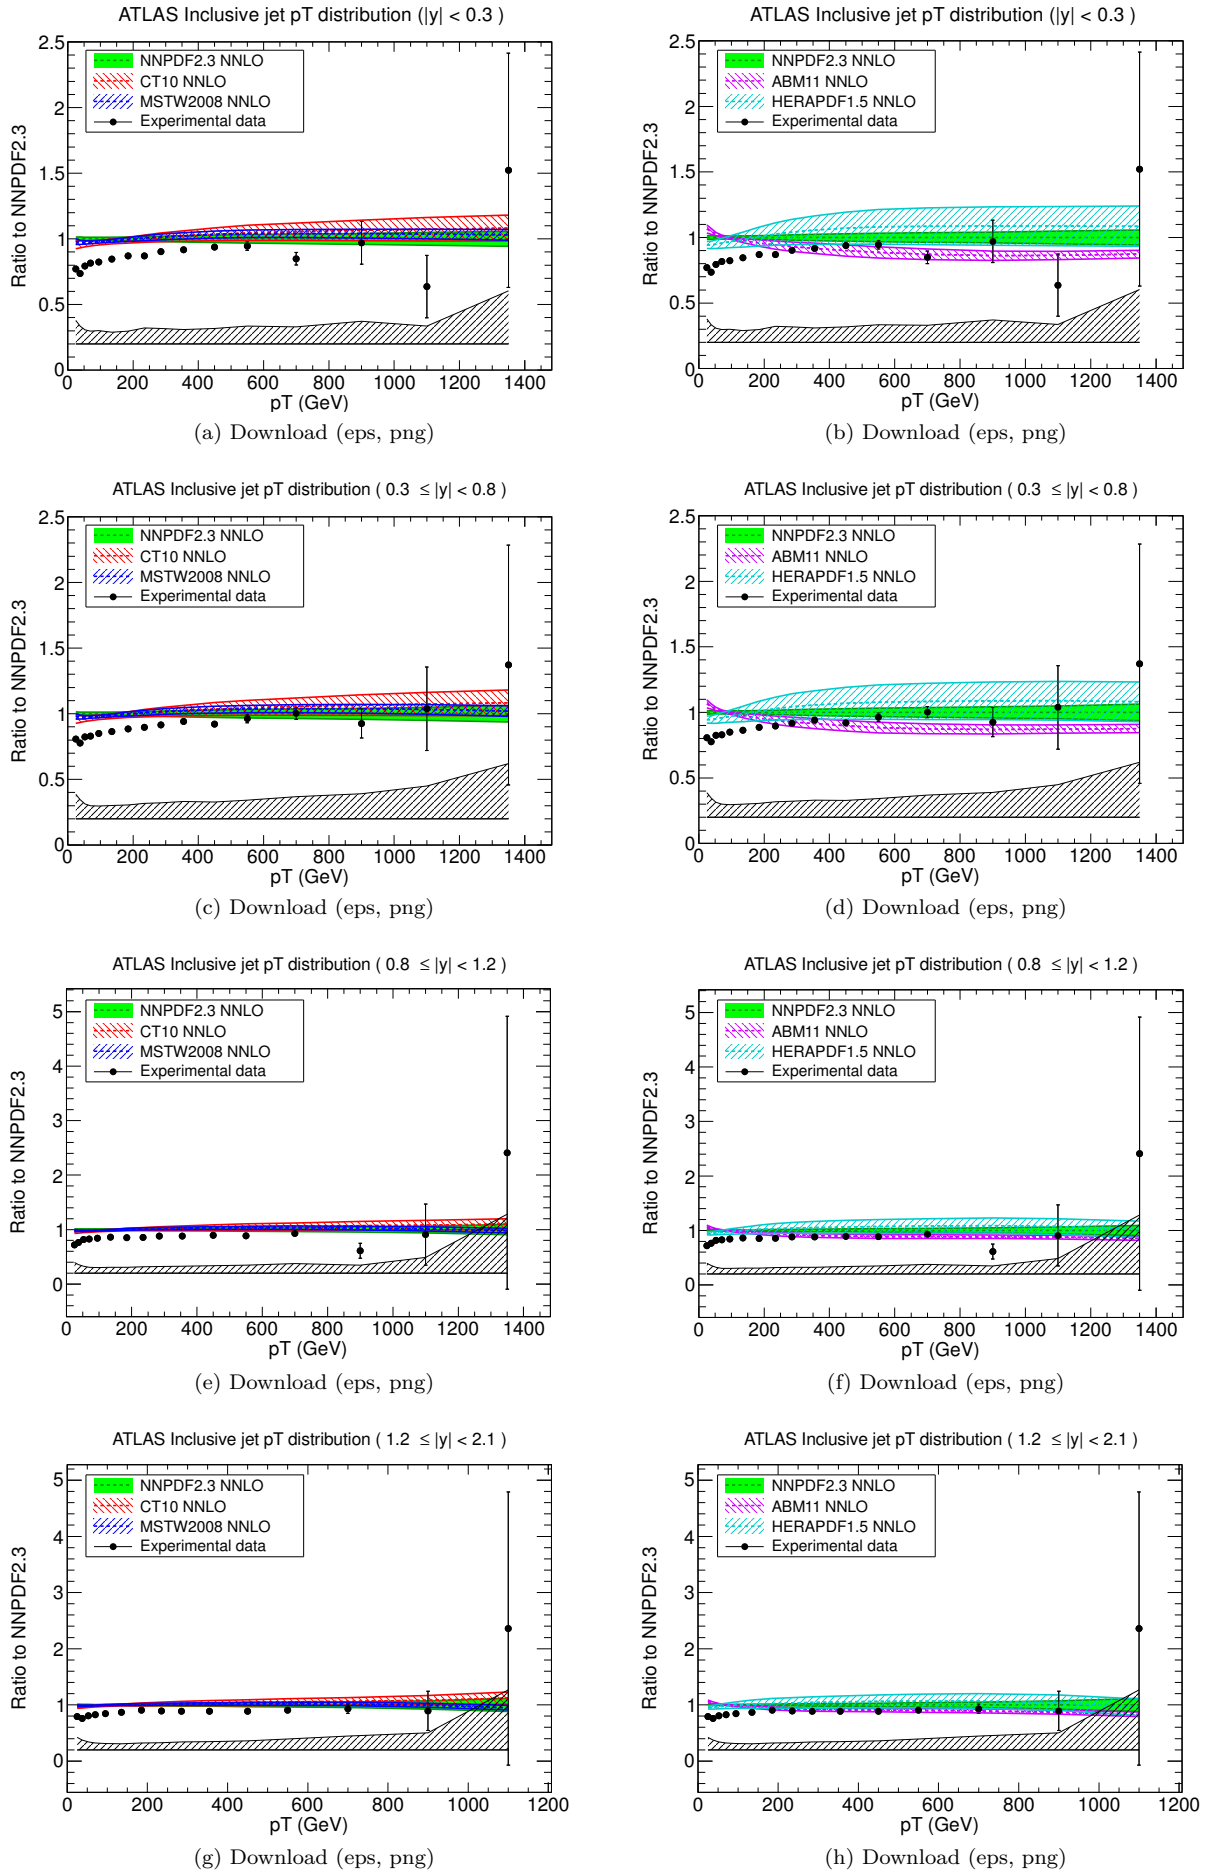 ATLAS Inclusive jet pT distribution (|y| < 0.3)
Ratio to NNPDF2.3
2.5
2
1.5
1
0.5
0
NNPDF2.3 NNLO
CT10 NNLO
MSTW2008 NNLO
Experimental data
0 200 400 600 800 1000 1200 1400
pT (GeV)
(a) Download (eps, png)
ATLAS Inclusive jet pT distribution (|y| < 0.3)
Ratio to NNPDF2.3
2.5
2
1.5
1
0.5
0
NNPDF2.3 NNLO
ABM11 NNLO
HERAPDF1.5 NNLO
Experimental data
0 200 400 600 800 1000 1200 1400
pT (GeV)
(b) Download (eps, png)
ATLAS Inclusive jet pT distribution ( 0.3 ≤ |y| < 0.8 )
Ratio to NNPDF2.3
2.5
2
1.5
1
0.5
0
NNPDF2.3 NNLO
CT10 NNLO
MSTW2008 NNLO
Experimental data
0 200 400 600 800 1000 1200 1400
pT (GeV)
(c) Download (eps, png)
ATLAS Inclusive jet pT distribution ( 0.3 ≤ |y| < 0.8 )
Ratio to NNPDF2.3
2.5
2
1.5
1
0.5
0
NNPDF2.3 NNLO
ABM11 NNLO
HERAPDF1.5 NNLO
Experimental data
0 200 400 600 800 1000 1200 1400
pT (GeV)
(d) Download (eps, png)
ATLAS Inclusive jet pT distribution ( 0.8 ≤ |y| < 1.2 )
Ratio to NNPDF2.3
5
4
3
2
1
0
NNPDF2.3 NNLO
CT10 NNLO
MSTW2008 NNLO
Experimental data
0 200 400 600 800 1000 1200 1400
pT (GeV)
(e) Download (eps, png)
ATLAS Inclusive jet pT distribution ( 0.8 ≤ |y| < 1.2 )
Ratio to NNPDF2.3
5
4
3
2
1
0
NNPDF2.3 NNLO
ABM11 NNLO
HERAPDF1.5 NNLO
Experimental data
0 200 400 600 800 1000 1200 1400
pT (GeV)
(f) Download (eps, png)
ATLAS Inclusive jet pT distribution ( 1.2 ≤ |y| < 2.1 )
Ratio to NNPDF2.3
5
4
3
2
1
0
NNPDF2.3 NNLO
CT10 NNLO
MSTW2008 NNLO
Experimental data
0 200 400 600 800 1000 1200
pT (GeV)
(g) Download (eps, png)
ATLAS Inclusive jet pT distribution ( 1.2 ≤ |y| < 2.1 )
Ratio to NNPDF2.3
5
4
3
2
1
0
NNPDF2.3 NNLO
ABM11 NNLO
HERAPDF1.5 NNLO
Experimental data
0 200 400 600 800 1000 1200
pT (GeV)
(h) Download (eps, png)